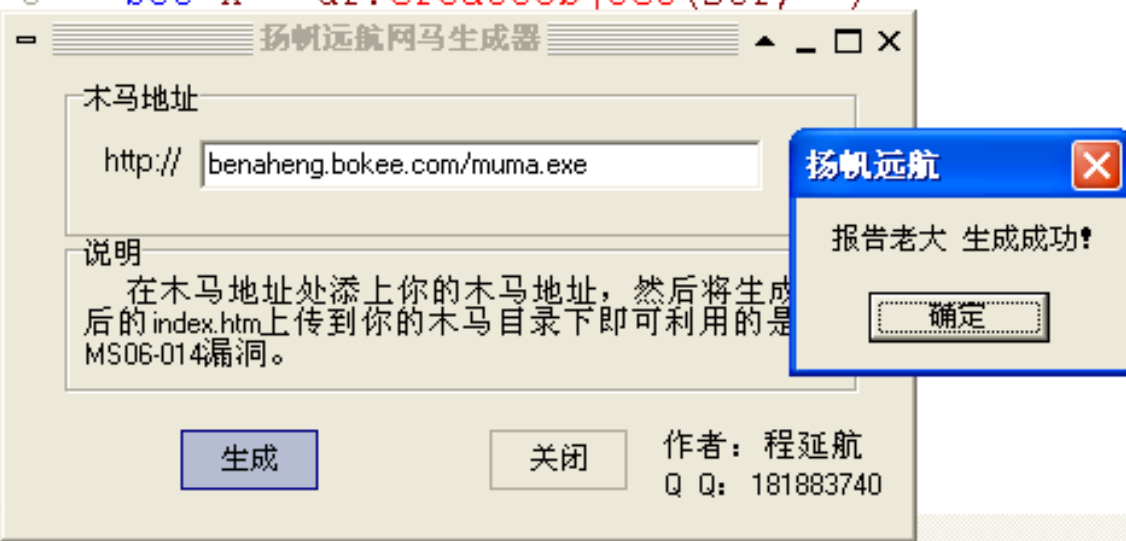 扬帆远航网马生成器
木马地址
http:// benaheng.bokee.com/muma.exe
扬帆远航
报告老大 生成成功!
确定
说明
在木马地址处添上你的木马地址，然后将生成
后的index.htm上传到你的木马目录下即可利用的是
MS06-014漏洞。
生成
关闭
作者：程延航
Q Q: 181883740